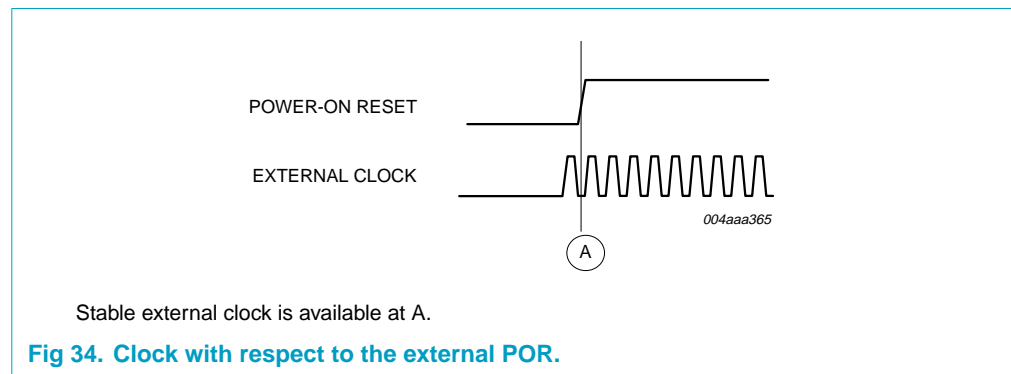 POWER-ON RESET
EXTERNAL CLOCK
004aaa365
A
Stable external clock is available at A.
Fig 34. Clock with respect to the external POR.